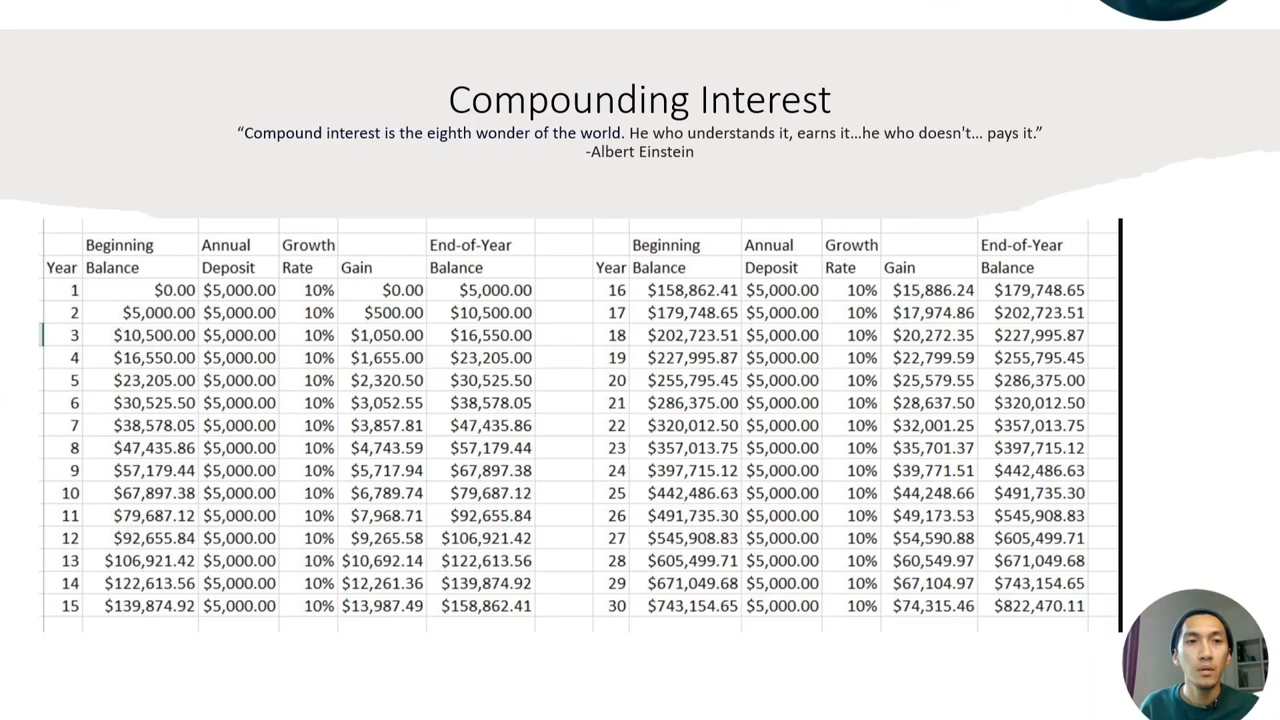 Compounding Interest
“Compound interest is the eighth wonder of the world. He who understands it, earns it…he who doesn't… pays it.”
-Albert Einstein
Beginning Annual Growth End-of-Year Beginning Annual Growth End-of-Year
Year Balance Deposit Rate Gain Balance Year Balance Deposit Rate Gain Balance
1 $0.00 $5,000.00 10% $0.00 $5,000.00 16 $158,862.41 $5,000.00 10% $15,886.24 $179,748.65
2 $5,000.00 $5,000.00 10% $500.00 $10,500.00 17 $179,748.65 $5,000.00 10% $17,974.86 $202,723.51
3 $10,500.00 $5,000.00 10% $1,050.00 $16,550.00 18 $202,723.51 $5,000.00 10% $20,272.35 $227,995.87
4 $16,550.00 $5,000.00 10% $1,655.00 $23,205.00 19 $227,995.87 $5,000.00 10% $22,799.59 $255,795.45
5 $23,205.00 $5,000.00 10% $2,320.50 $30,525.50 20 $255,795.45 $5,000.00 10% $25,579.55 $286,375.00
6 $30,525.50 $5,000.00 10% $3,052.55 $38,578.05 21 $286,375.00 $5,000.00 10% $28,637.50 $320,012.50
7 $38,578.05 $5,000.00 10% $3,857.81 $47,435.86 22 $320,012.50 $5,000.00 10% $32,001.25 $357,013.75
8 $47,435.86 $5,000.00 10% $4,743.59 $57,179.44 23 $357,013.75 $5,000.00 10% $35,701.37 $397,715.12
9 $57,179.44 $5,000.00 10% $5,717.94 $67,897.38 24 $397,715.12 $5,000.00 10% $39,771.51 $442,486.63
10 $67,897.38 $5,000.00 10% $6,789.74 $79,687.12 25 $442,486.63 $5,000.00 10% $44,248.66 $491,735.30
11 $79,687.12 $5,000.00 10% $7,968.71 $92,655.84 26 $491,735.30 $5,000.00 10% $49,173.53 $545,908.83
12 $92,655.84 $5,000.00 10% $9,265.58 $106,921.42 27 $545,908.83 $5,000.00 10% $54,590.88 $605,499.71
13 $106,921.42 $5,000.00 10% $10,692.14 $122,613.56 28 $605,499.71 $5,000.00 10% $60,549.97 $671,049.68
14 $122,613.56 $5,000.00 10% $12,261.36 $139,874.92 29 $671,049.68 $5,000.00 10% $67,104.97 $743,154.65
15 $139,874.92 $5,000.00 10% $13,987.49 $158,862.41 30 $743,154.65 $5,000.00 10% $74,315.46 $822,470.11